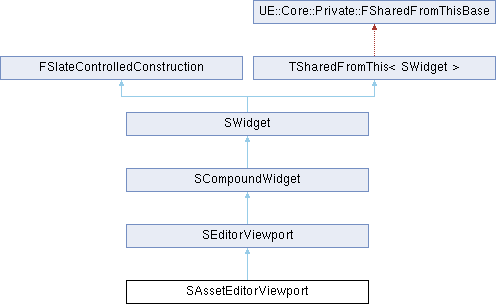 UE::Core::Private::FSharedFromThisBase
FSlateControlledConstruction
TSharedFromThis< SWidget >
SWidget
SCompoundWidget
SEditorViewport
SAssetEditorViewport